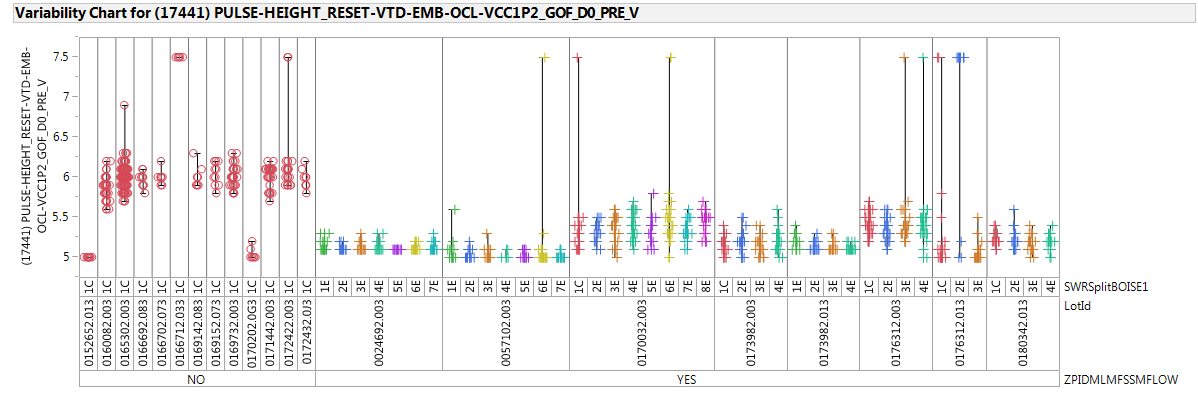 Variability Chart for (17441) PULSE-HEIGHT_RESET-VTD-EMB-OCL-VCC1P2_GOF_D0_PRE_V
(17441) PULSE-HEIGHT_RESET-VTD-EMB-
OCL-VCC1P2_GOF_D0_PRE_V
7.5
7
6.5
6
5.5
5
1C 1C 1C 1C 1C 1C 1C 1C 1C 1C 1C 1C 1C 1E 2E 3E 4E 5E 6E 7E 1E 2E 3E 4E 5E 6E 7E 1C 2E 3E 4E 5E 6E 7E 8E 1C 2E 3E 4E 1C 2E 3E 4E 1C 2E 3E 4E 1C 2E 3E 1C 2E 3E 4E SWRSplitBOISE1
0152652.013 0160082.003 0165302.003 0166692.083 0166702.073 0166712.033 0169142.083 0169152.073 0169732.003 0170202.0G3 0171442.003 0172422.003 0172432.013 0024692.003 0057102.003 0170032.003 0173982.003 0173982.013 0176312.003 0176312.013 0180342.013 LotId
NO YES ZPIDMLMFSSMFLOW